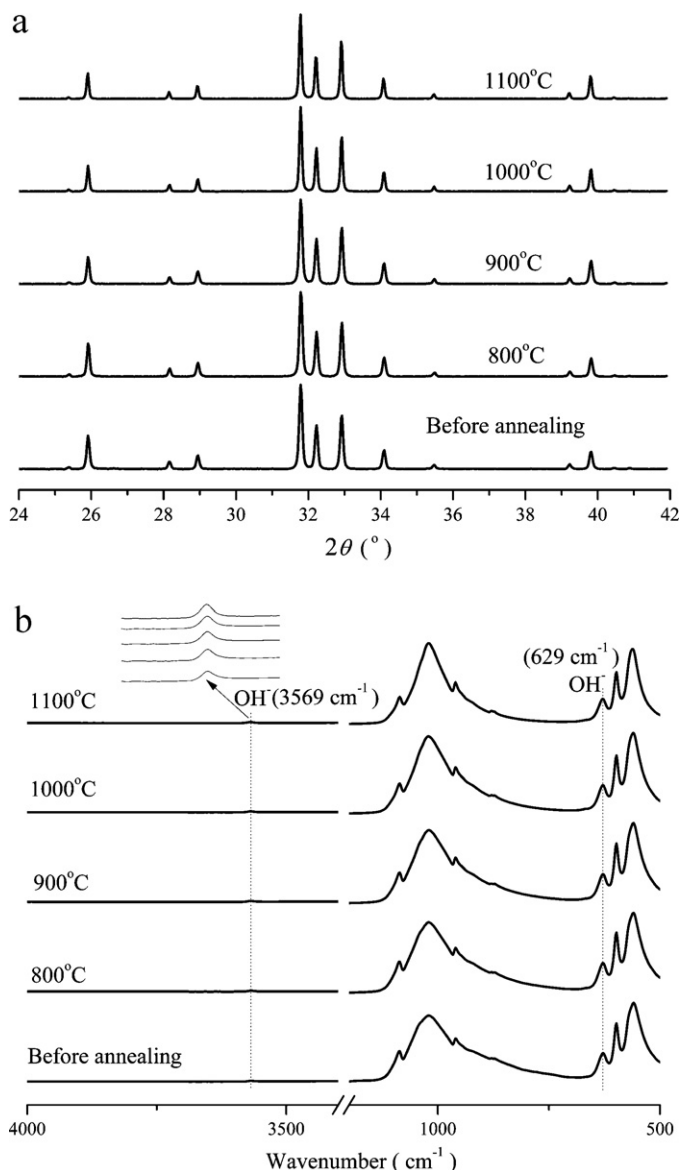 a
1100°C
1000°C
900°C
800°C
Before annealing
24 26 28 30 32 34 36 38 40 42
2θ (°)
b
(629 cm⁻¹)
OH⁻
OH⁻(3569 cm⁻¹)
1100°C
1000°C
900°C
800°C
Before annealing
4000 3500 1000 500
Wavenumber ( cm⁻¹)